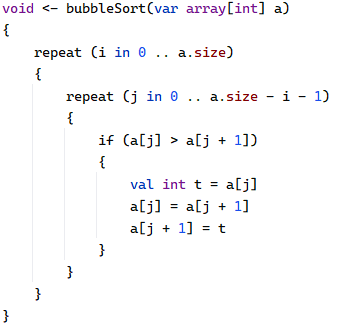 void <- bubbleSort(var array[int] a)
{
    repeat (i in 0 .. a.size)
    {
        repeat (j in 0 .. a.size - i - 1)
        {
            if (a[j] > a[j + 1])
            {
                val int t = a[j]
                a[j] = a[j + 1]
                a[j + 1] = t
            }
        }
    }
}